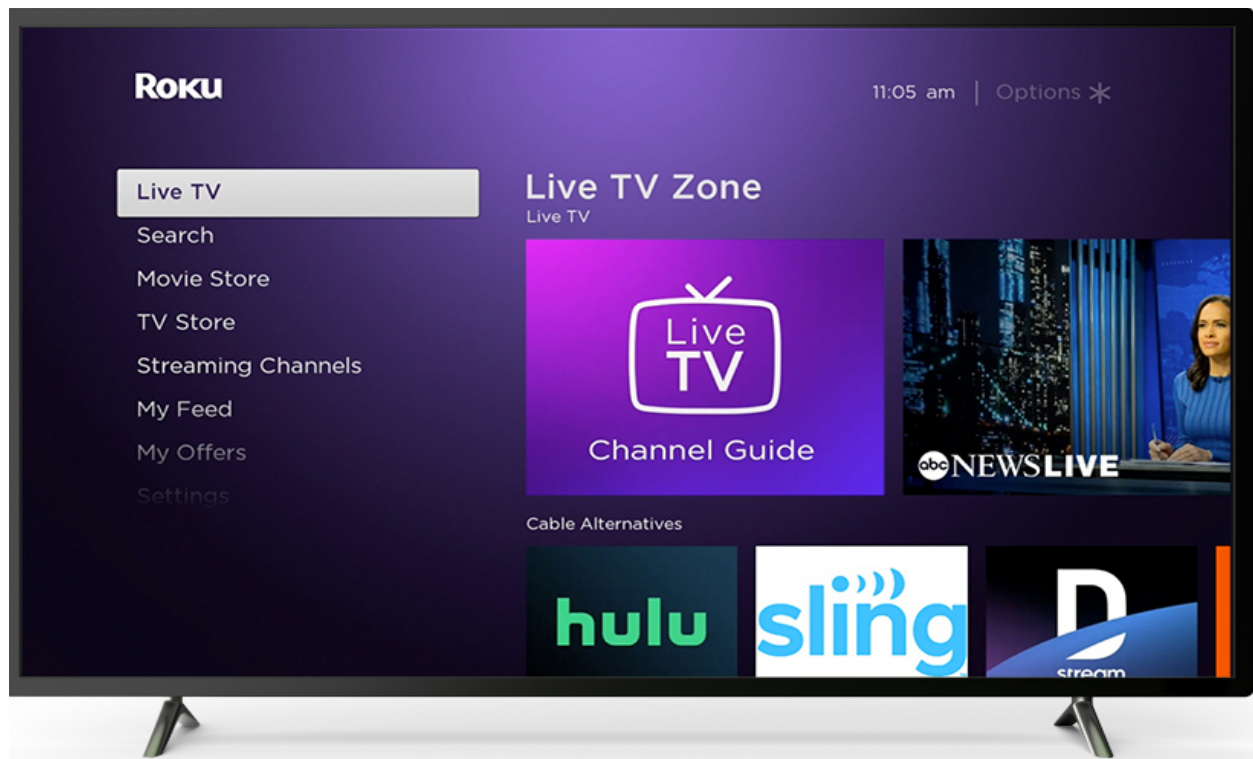 Roku
11:05 am | Options
Live TV
Search
Movie Store
TV Store
Streaming Channels
My Feed
My Offers
Settings
Live TV Zone
Live TV
Live
TV
Channel Guide
abc NEWS LIVE
Cable Alternatives
hulu
sling
D
stream